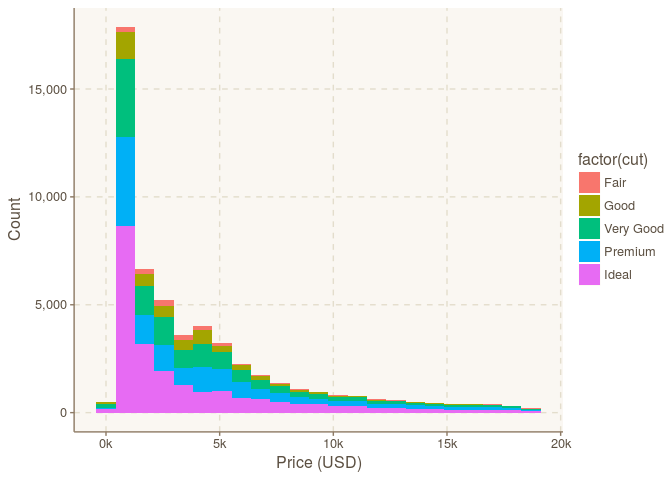 15,000
10,000
5,000
0
Count
0k
5k
10k
15k
20k
Price (USD)
factor(cut)
Fair
Good
Very Good
Premium
Ideal